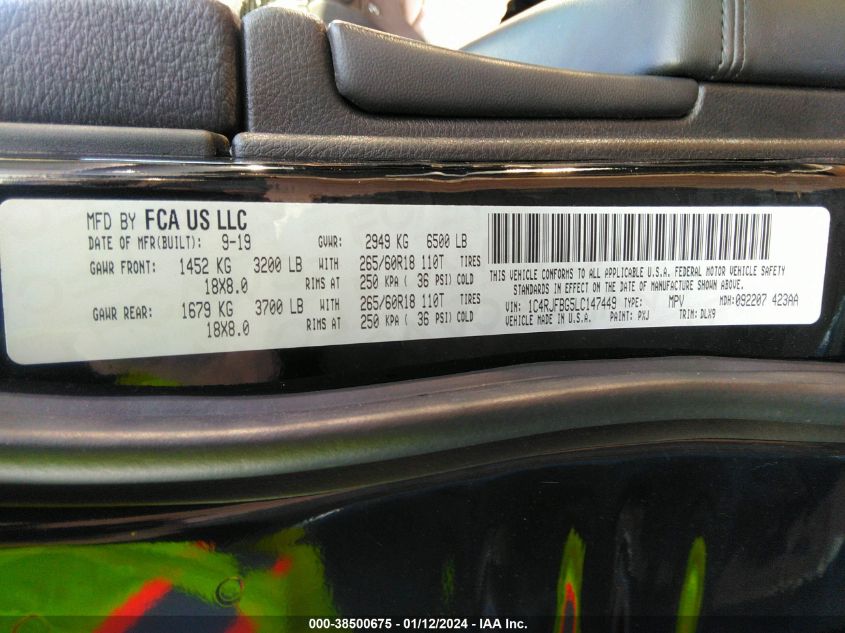 MFD BY FCA US LLC
DATE OF MFR(BUILT): 9-19 GVWR: 2949 KG 6500 LB
GAWR FRONT: 1452 KG 3200 LB WITH 265/60R18 110T TIRES
18X8.0 RIMS AT 250 KPA ( 36 PSI) COLD
GAWR REAR: 1679 KG 3700 LB WITH 265/60R18 110T TIRES
18X8.0 RIMS AT 250 KPA ( 36 PSI) COLD
THIS VEHICLE CONFORMS TO ALL APPLICABLE U.S.A. FEDERAL MOTOR VEHICLE SAFETY
STANDARDS IN EFFECT ON THE DATE OF MANUFACTURE SHOWN ABOVE.
VIN: 1C4RJFBG5LC147449 TYPE: MPV MDH: 092207 423AA
VEHICLE MADE IN U.S.A. PAINT: PXJ TRIM: DLX9
000-38500675 - 01/12/2024 - IAA Inc.